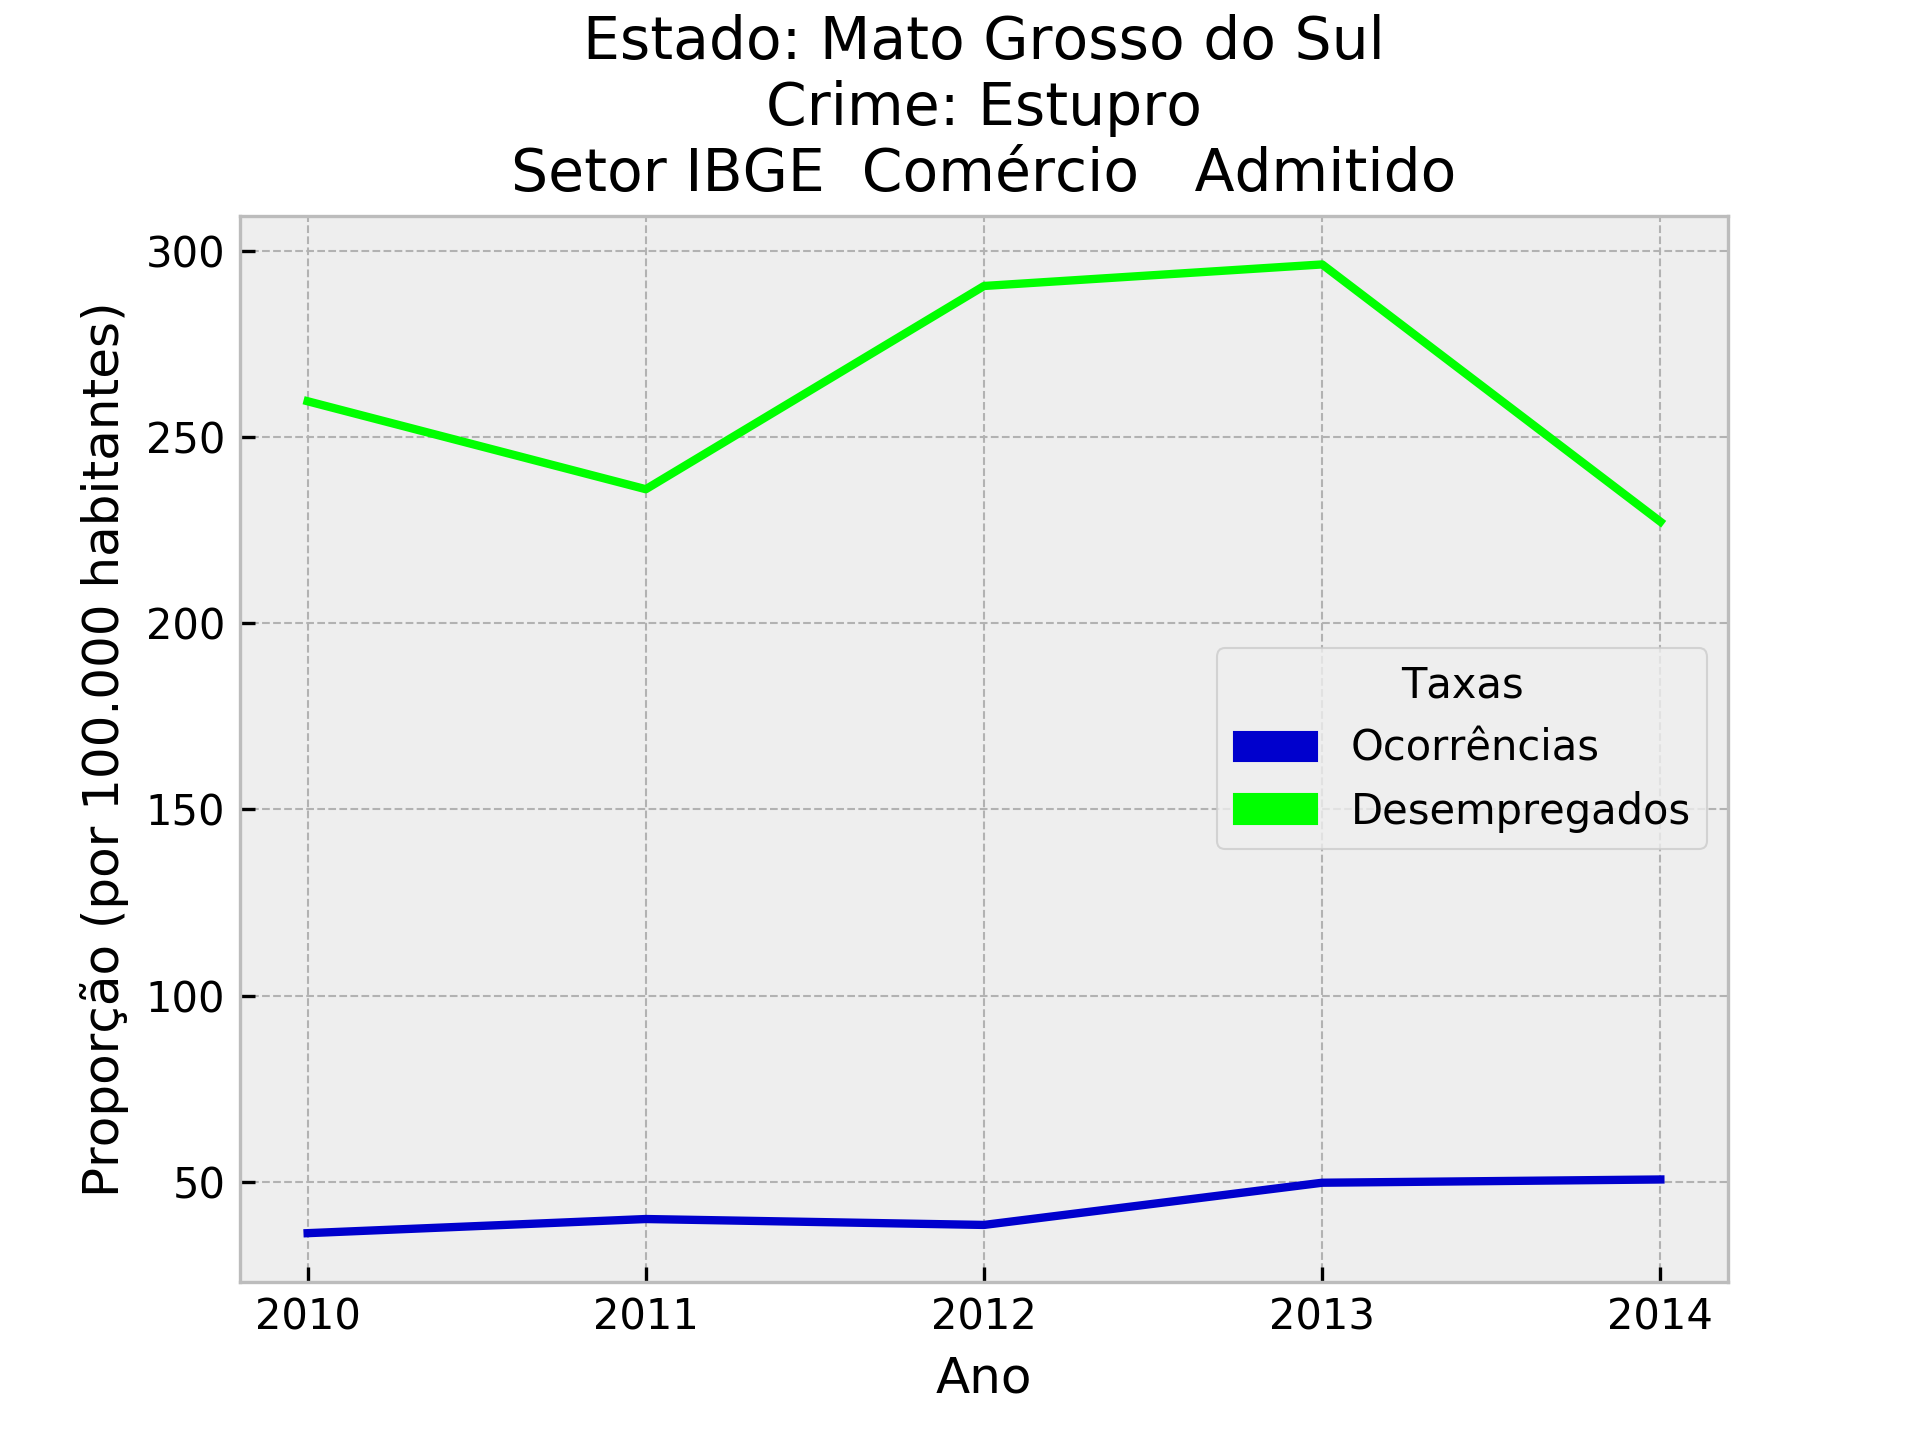 Estado: Mato Grosso do Sul
Crime: Estupro
Setor IBGE  Comércio   Admitido
Proporção (por 100.000 habitantes)
300
250
200
150
100
50
Taxas
Ocorrências
Desempregados
2010 2011 2012 2013 2014
Ano